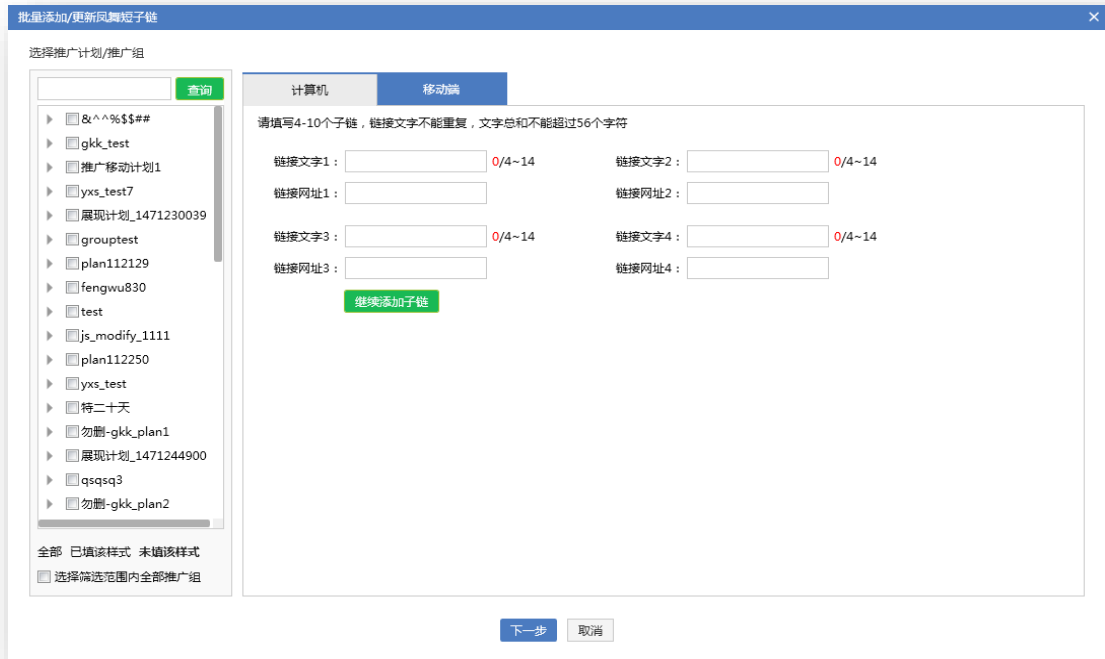 批量添加/更新凤舞短子链
选择推广计划/推广组
查询
&^^%$$##
gkk_test
推广移动计划1
yxs_test7
展现计划_1471230039
grouptest
plan112129
fengwu830
test
js_modify_1111
plan112250
yxs_test
特二十天
勿删-gkk_plan1
展现计划_1471244900
qsqsq3
勿删-gkk_plan2
全部 已填该样式 未填该样式
选择筛选范围内全部推广组
计算机 移动端
请填写4-10个子链，链接文字不能重复，文字总和不能超过56个字符
链接文字1： 0/4~14 链接文字2： 0/4~14
链接网址1： 链接网址2：
链接文字3： 0/4~14 链接文字4： 0/4~14
链接网址3： 链接网址4：
继续添加子链
下一步 取消